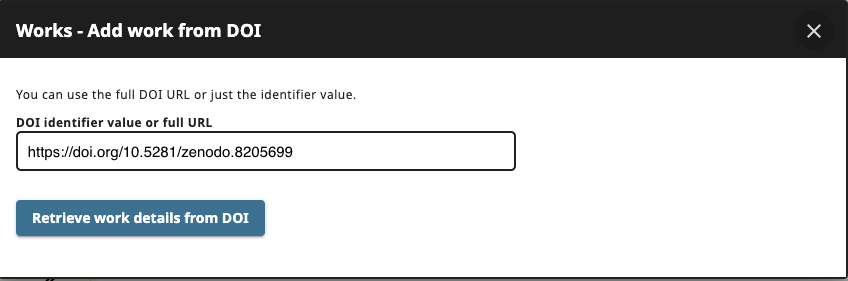 Works - Add work from DOI
You can use the full DOI URL or just the identifier value.
DOI identifier value or full URL
https://doi.org/10.5281/zenodo.8205699
Retrieve work details from DOI